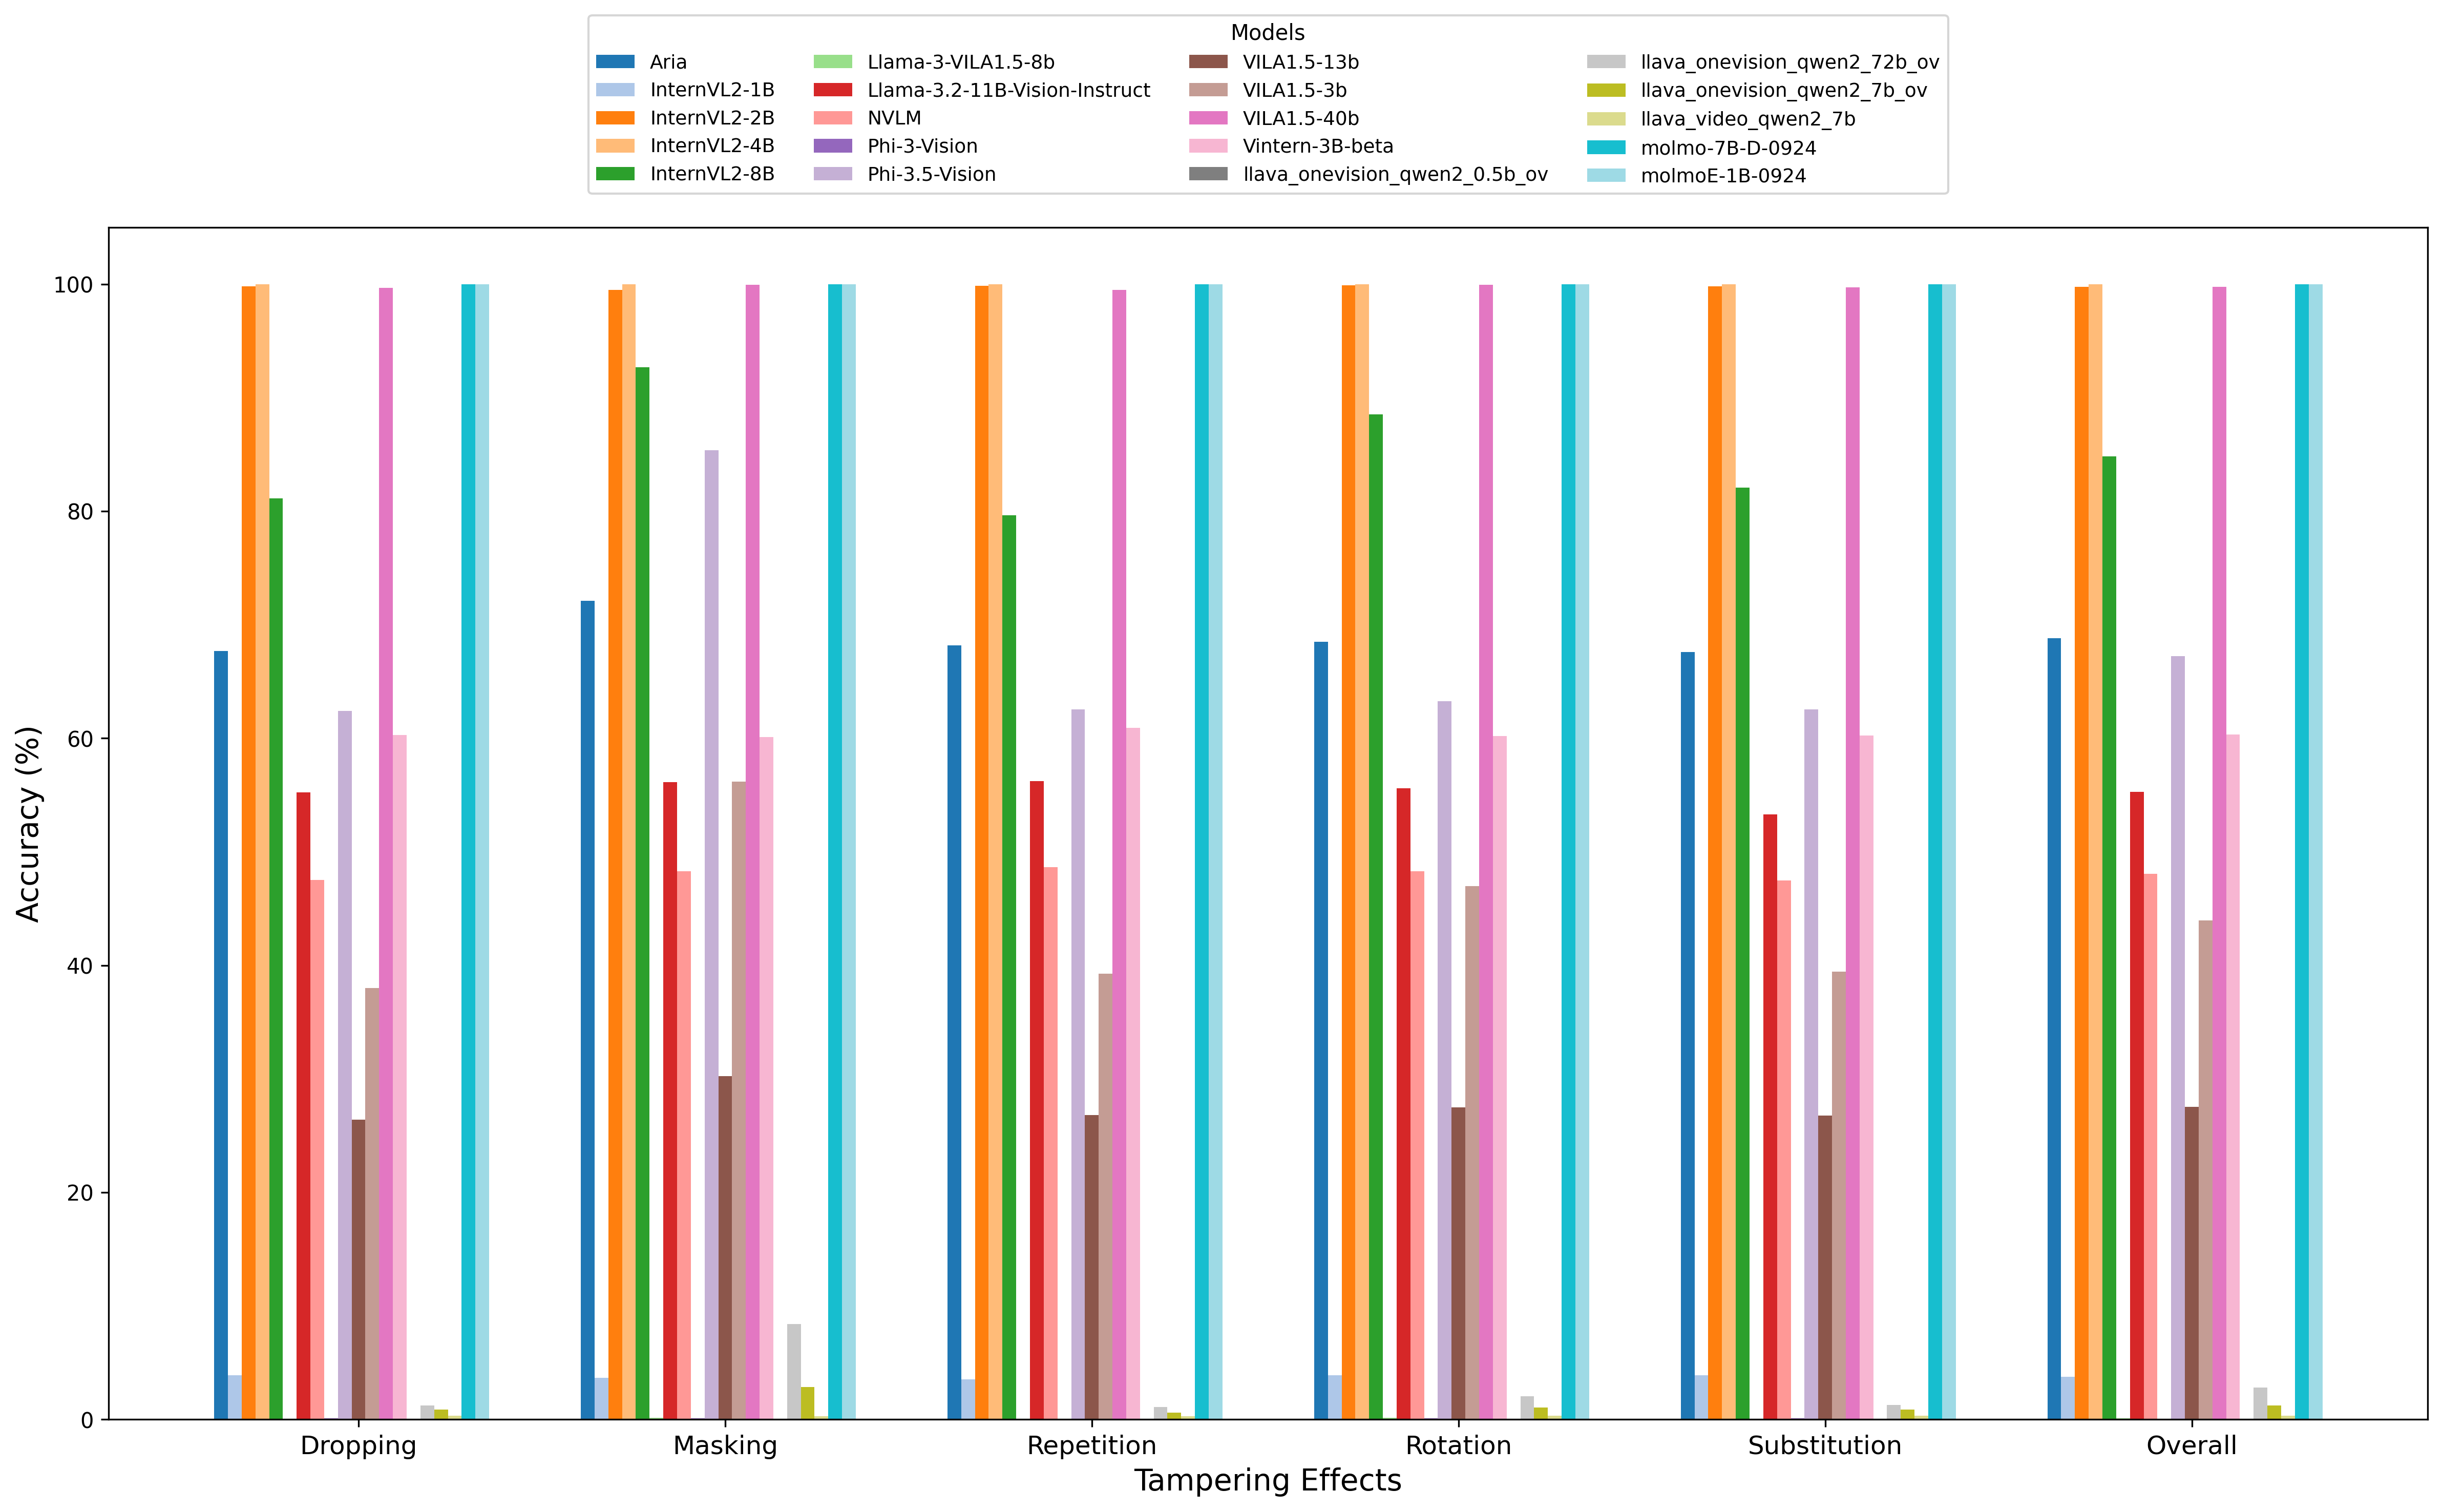 Models
Aria
InternVL2-1B
InternVL2-2B
InternVL2-4B
InternVL2-8B
Llama-3-VILA1.5-8b
Llama-3.2-11B-Vision-Instruct
NVLM
Phi-3-Vision
Phi-3.5-Vision
VILA1.5-13b
VILA1.5-3b
VILA1.5-40b
Vintern-3B-beta
llava_onevision_qwen2_0.5b_ov
llava_onevision_qwen2_72b_ov
llava_onevision_qwen2_7b_ov
llava_video_qwen2_7b
molmo-7B-D-0924
molmoE-1B-0924
Accuracy (%)
100
80
60
40
20
0
Dropping
Masking
Repetition
Rotation
Substitution
Overall
Tampering Effects